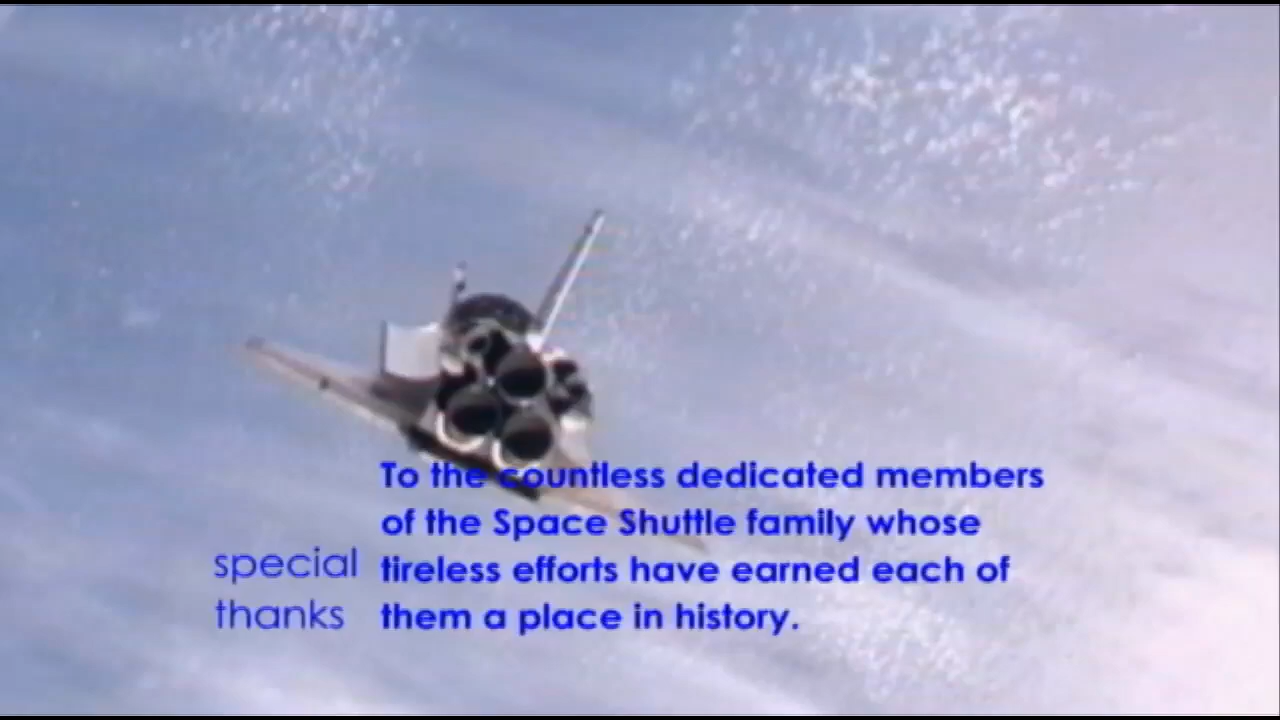 To the countless dedicated members
of the Space Shuttle family whose
special tireless efforts have earned each of
thanks them a place in history.